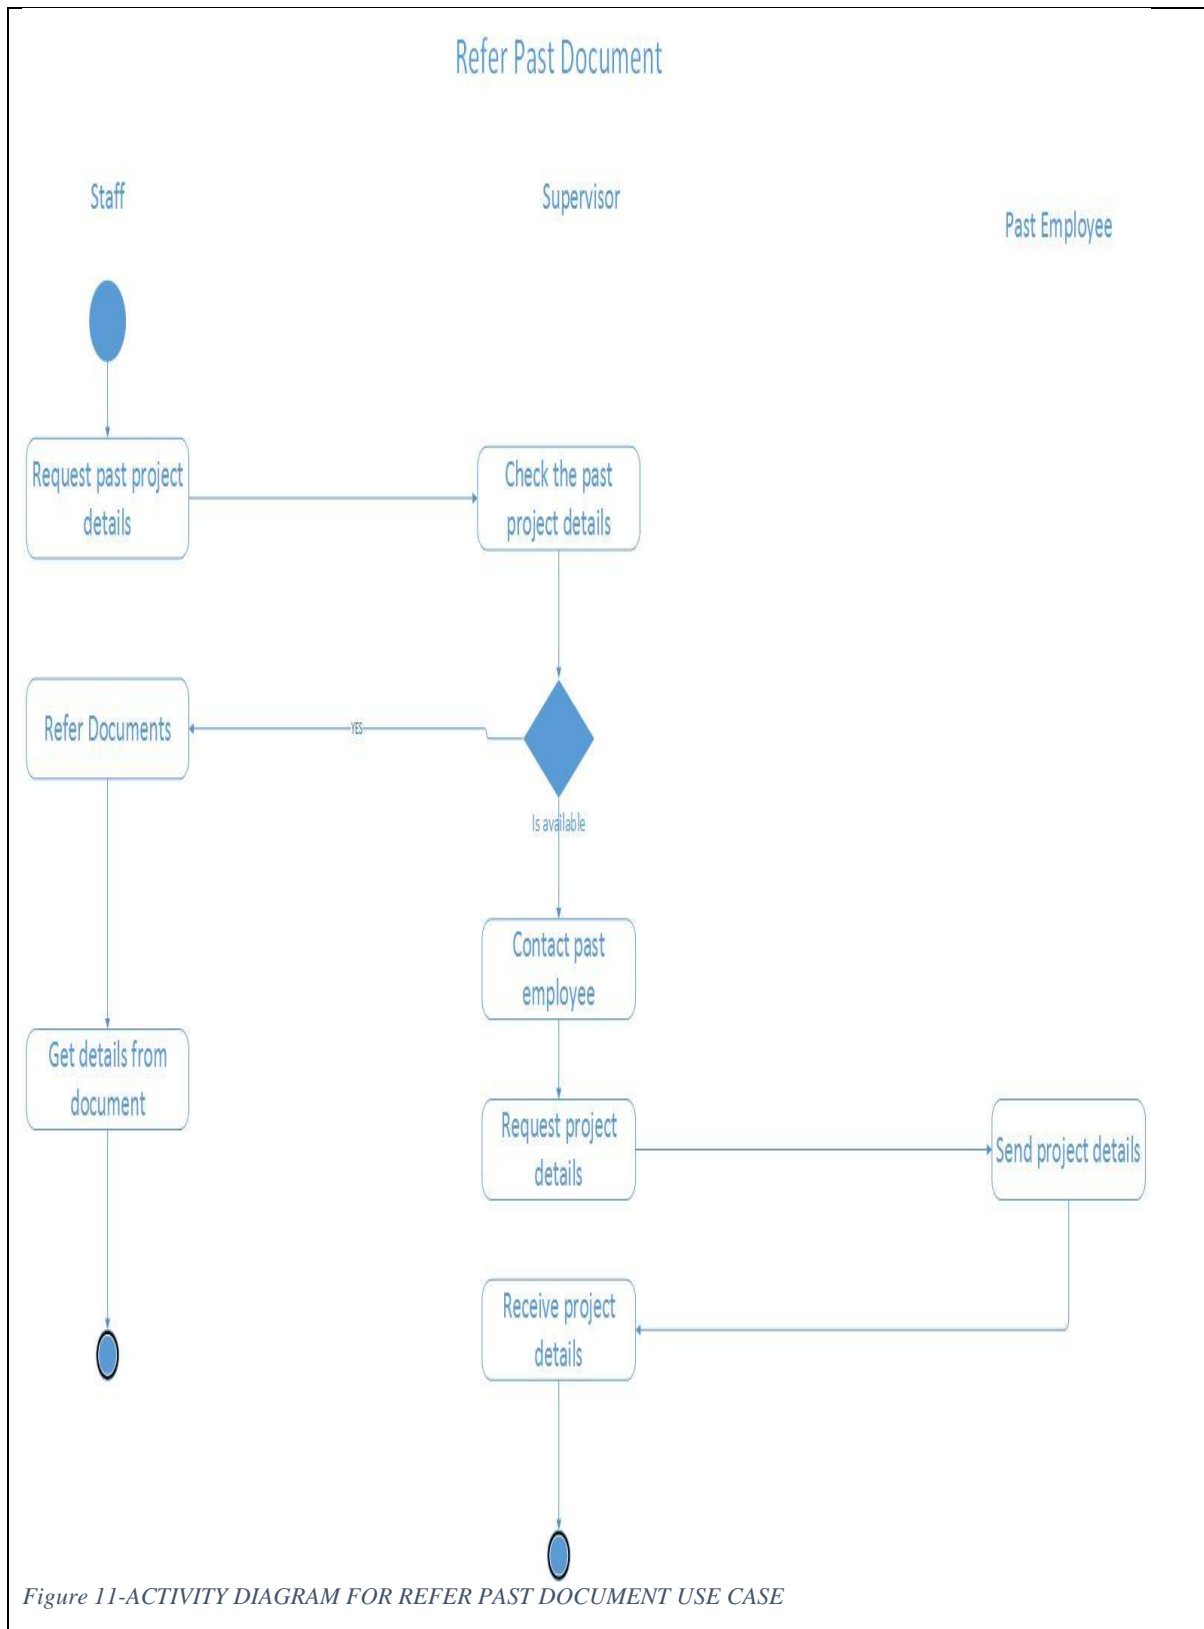 Refer Past Document
Staff
Supervisor
Past Employee
Request past project
details
Check the past
project details
Refer Documents
YES
Is available
Contact past
employee
Get details from
document
Request project
details
Send project details
Receive project
details
Figure 11-ACTIVITY DIAGRAM FOR REFER PAST DOCUMENT USE CASE